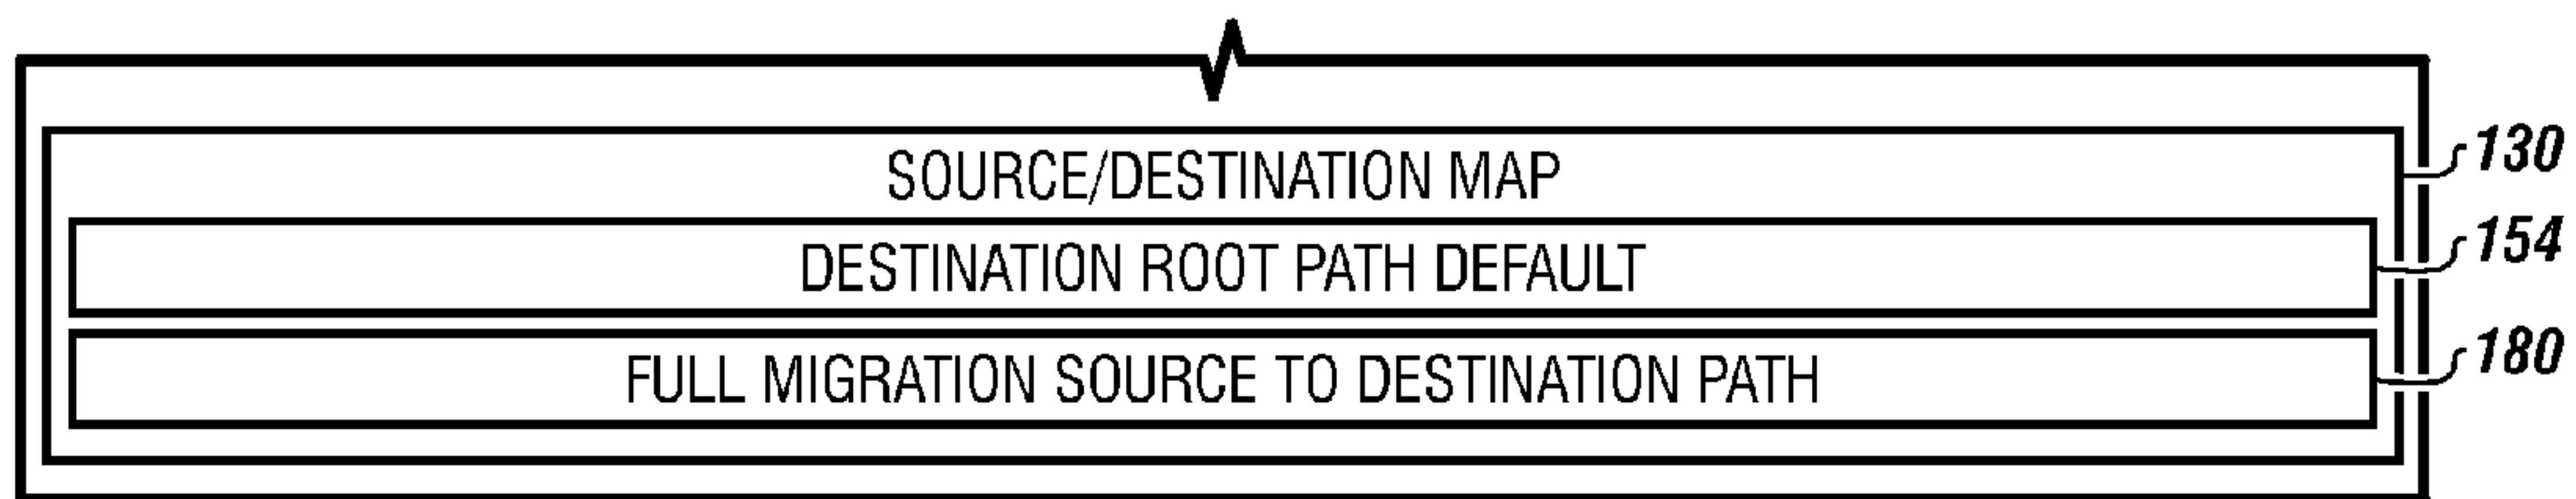 SOURCE/DESTINATION MAP
130
DESTINATION ROOT PATH DEFAULT
154
FULL MIGRATION SOURCE TO DESTINATION PATH
180